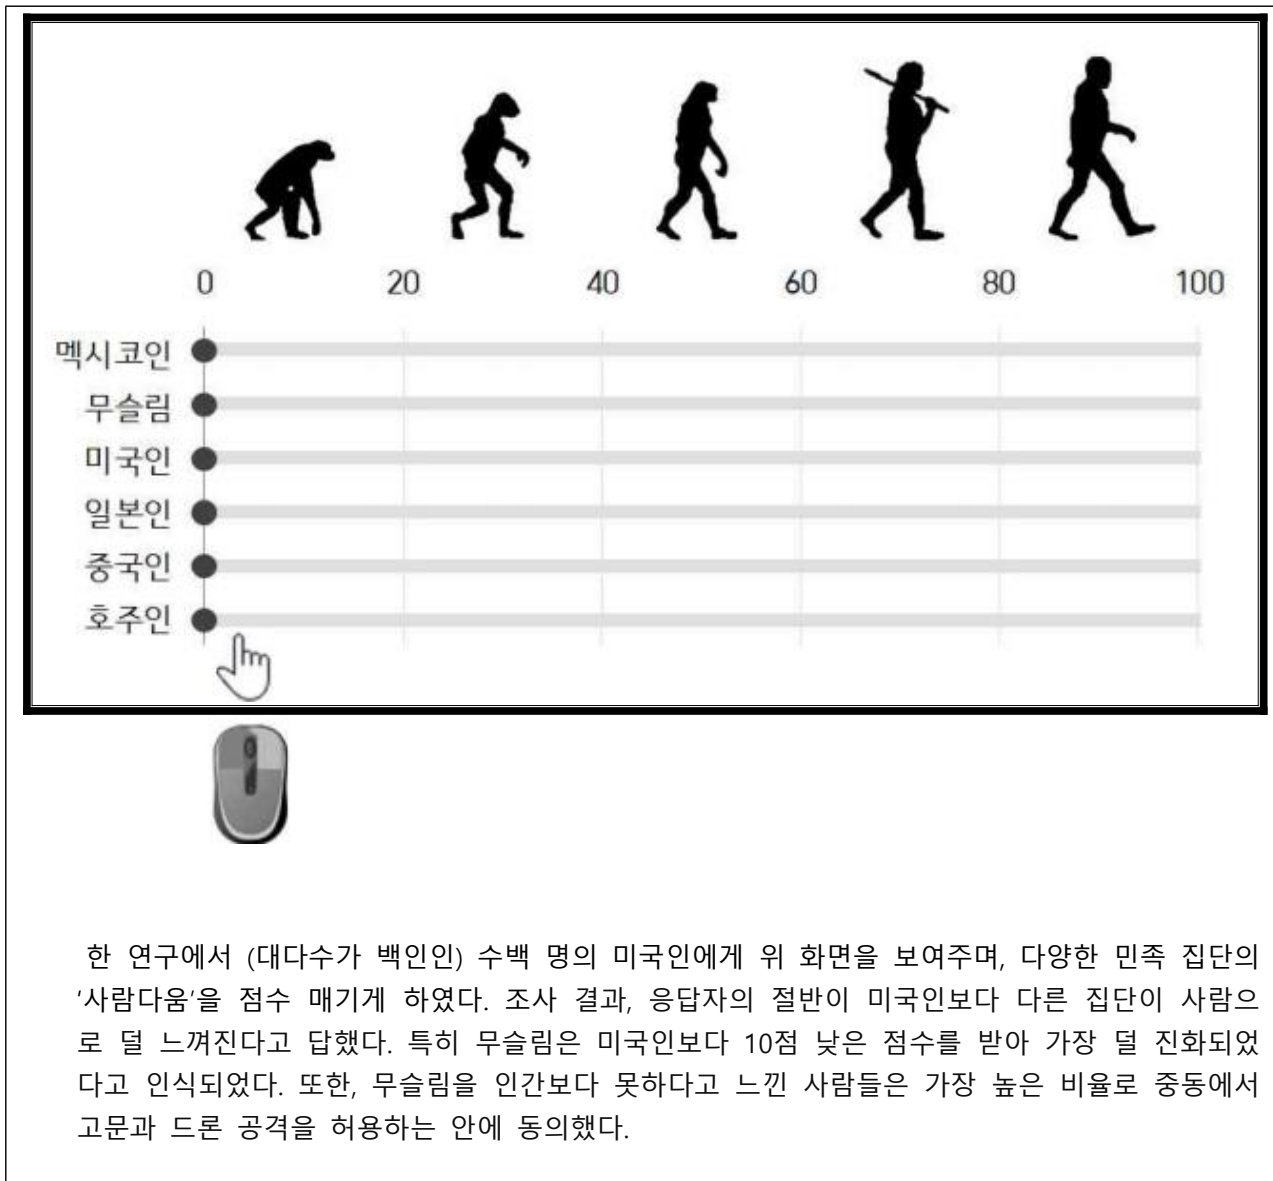 0 20 40 60 80 100
멕시코인
무슬림
미국인
일본인
중국인
호주인
한 연구에서 (대다수가 백인인) 수백 명의 미국인에게 위 화면을 보여주며, 다양한 민족 집단의
'사람다움'을 점수 매기게 하였다. 조사 결과, 응답자의 절반이 미국인보다 다른 집단이 사람으
로 덜 느껴진다고 답했다. 특히 무슬림은 미국인보다 10점 낮은 점수를 받아 가장 덜 진화되었
다고 인식되었다. 또한, 무슬림을 인간보다 못하다고 느낀 사람들은 가장 높은 비율로 중동에서
고문과 드론 공격을 허용하는 안에 동의했다.